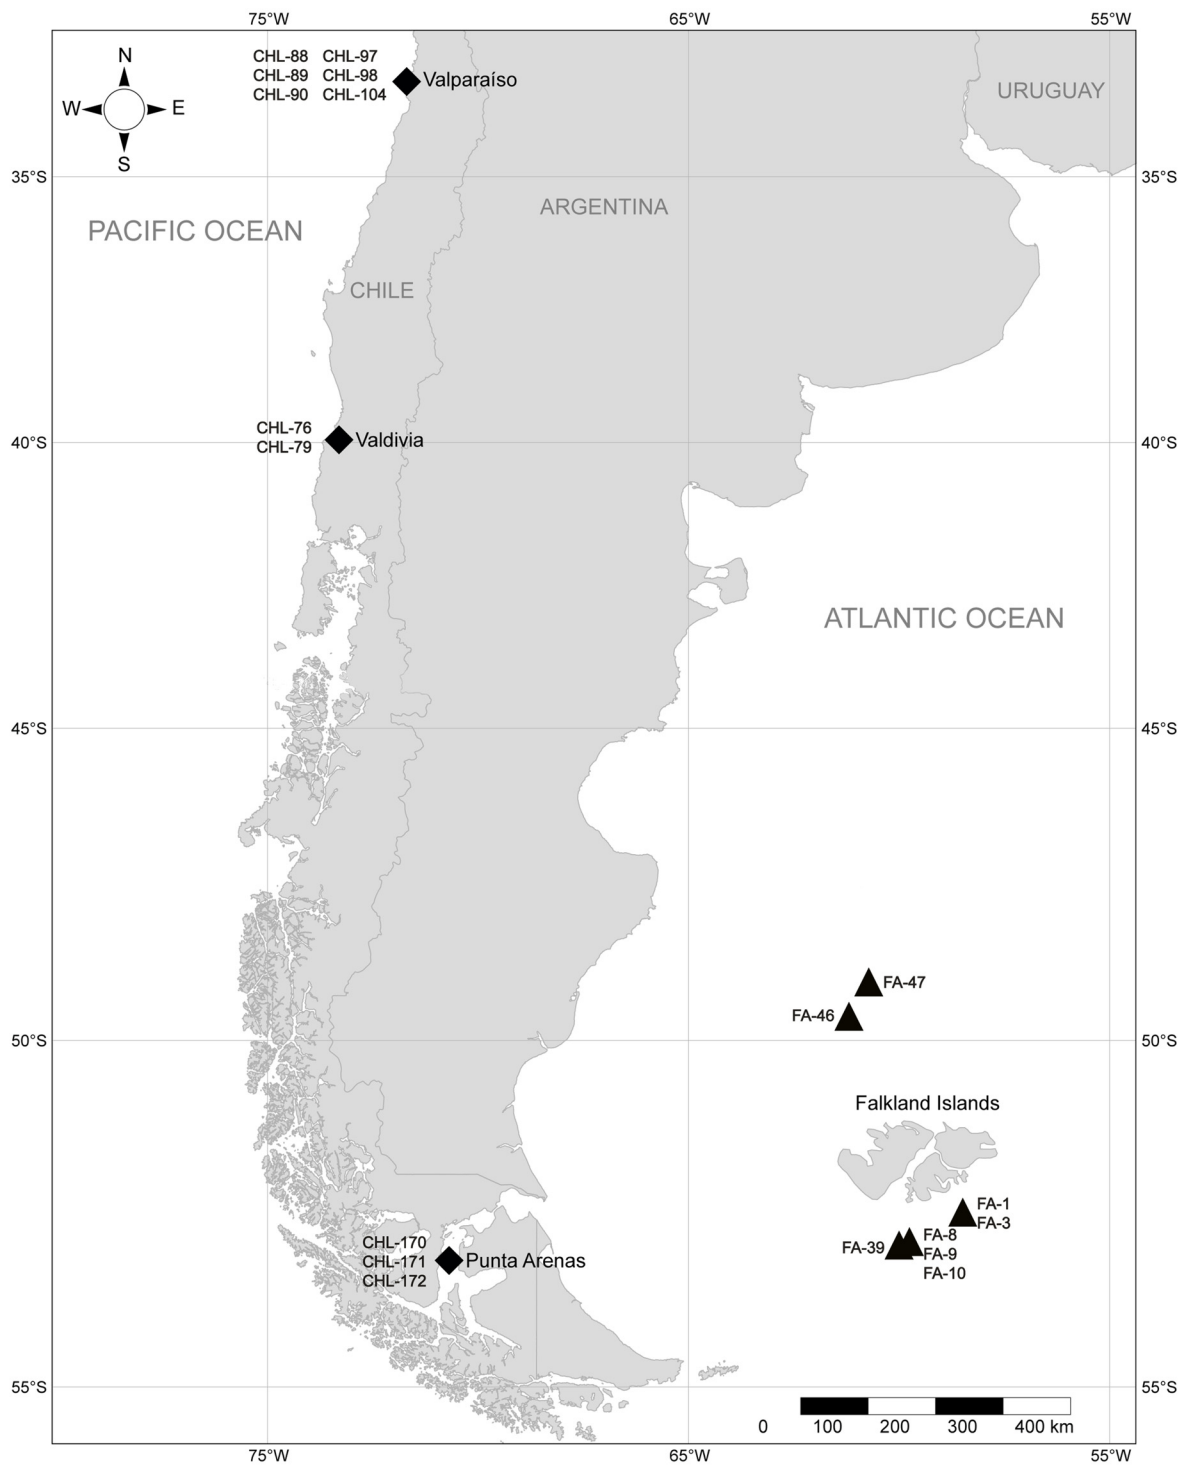 75°W 65°W 55°W
N
W E
S
CHL-88 CHL-97
CHL-89 CHL-98
CHL-90 CHL-104
Valparaíso
URUGUAY
35°S 35°S
ARGENTINA
PACIFIC OCEAN
CHILE
CHL-76
CHL-79
Valdivia
40°S 40°S
ATLANTIC OCEAN
45°S 45°S
FA-47
FA-46
50°S 50°S
Falkland Islands
FA-1
FA-3
FA-39
FA-8
FA-9
FA-10
CHL-170
CHL-171
CHL-172
Punta Arenas
55°S 55°S
0 100 200 300 400 km
75°W 65°W 55°W